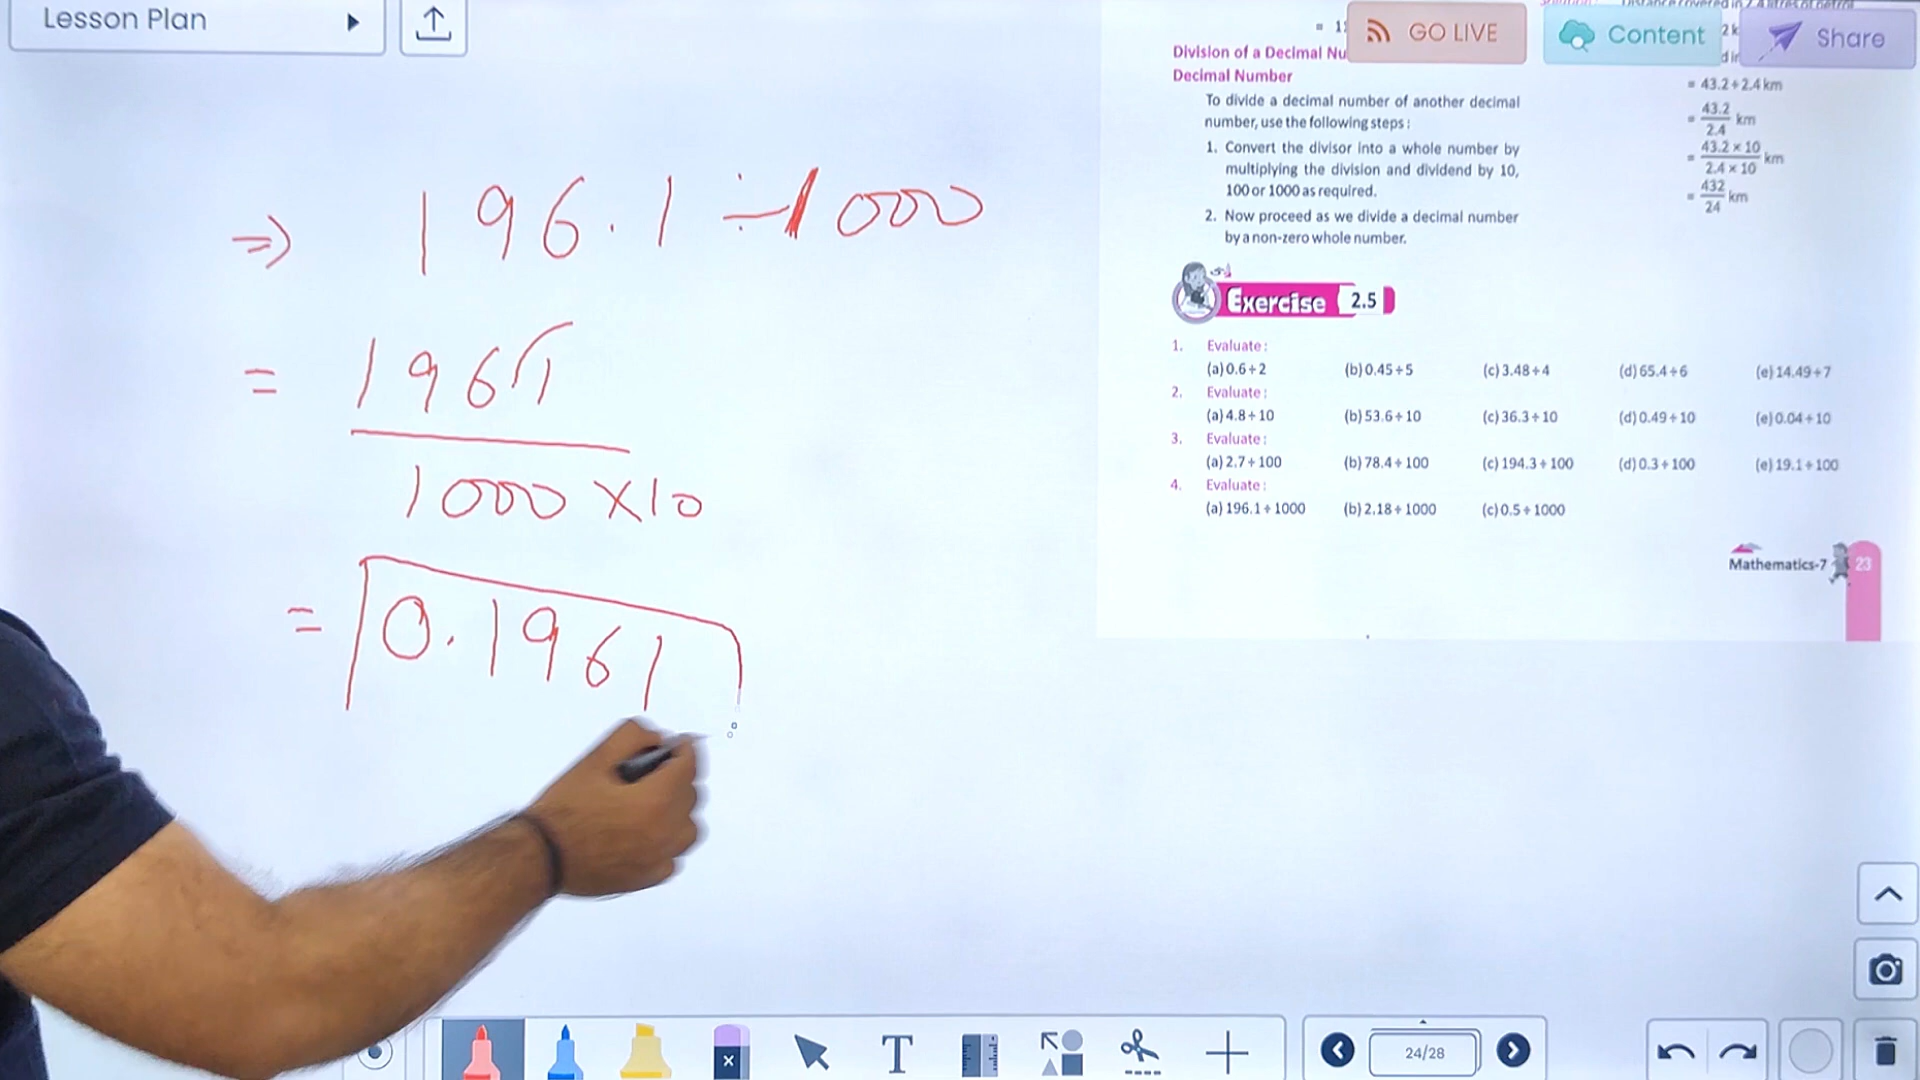 Lesson Plan
GO LIVE
Content
Share
⇒ 196.1 ÷ 1000
= 1961
1000 × 10
= 0.1961
Division of a Decimal Nu
Decimal Number
To divide a decimal number of another decimal
number, use the following steps :
1. Convert the divisor into a whole number by
multiplying the division and dividend by 10,
100 or 1000 as required.
2. Now proceed as we divide a decimal number
by a non-zero whole number.
= 43.2 ÷ 2.4 km
= 43.2/2.4 km
= 43.2 × 10/2.4 × 10 km
= 432/24 km
Exercise 2.5
1. Evaluate :
(a) 0.6 ÷ 2 (b) 0.45 ÷ 5 (c) 3.48 ÷ 4 (d) 65.4 ÷ 6 (e) 14.49 ÷ 7
2. Evaluate :
(a) 4.8 ÷ 10 (b) 53.6 ÷ 10 (c) 36.3 ÷ 10 (d) 0.49 ÷ 10 (e) 0.04 ÷ 10
3. Evaluate :
(a) 2.7 ÷ 100 (b) 78.4 ÷ 100 (c) 194.3 ÷ 100 (d) 0.3 ÷ 100 (e) 19.1 ÷ 100
4. Evaluate :
(a) 196.1 ÷ 1000 (b) 2.18 ÷ 1000 (c) 0.5 ÷ 1000
Mathematics-7 23
T
24/28